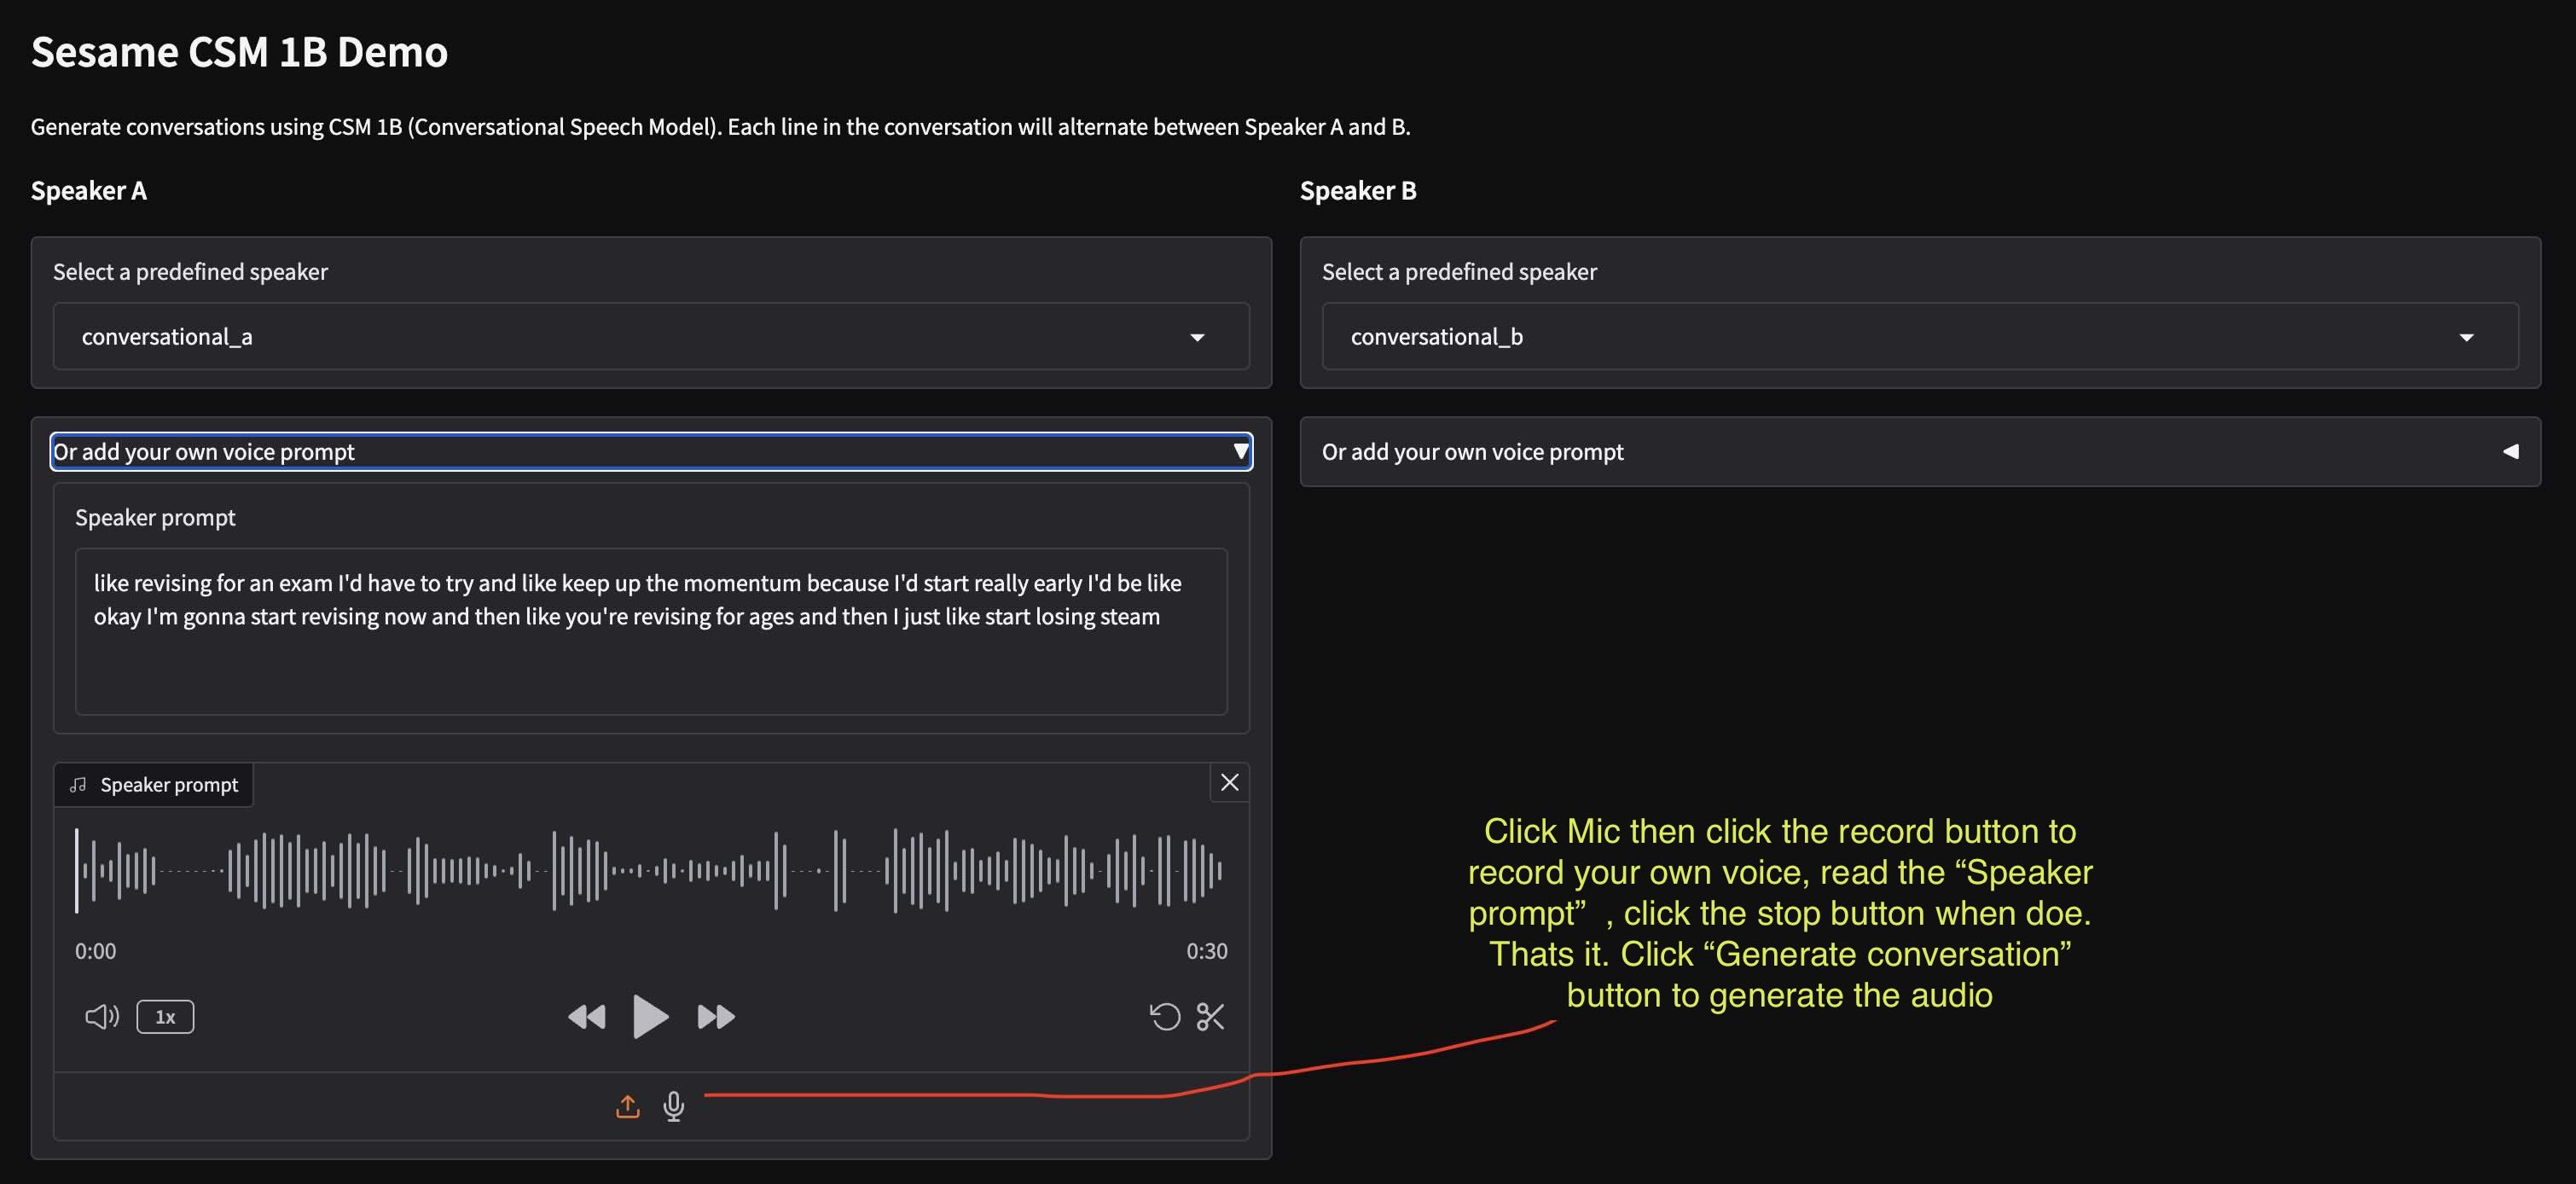 Sesame CSM 1B Demo
Generate conversations using CSM 1B (Conversational Speech Model). Each line in the conversation will alternate between Speaker A and B.
Speaker A
Select a predefined speaker
conversational_a
Or add your own voice prompt
Speaker prompt
like revising for an exam I'd have to try and like keep up the momentum because I'd start really early I'd be like
okay I'm gonna start revising now and then like you're revising for ages and then I just like start losing steam
Speaker prompt
0:00
0:30
1x
Speaker B
Select a predefined speaker
conversational_b
Or add your own voice prompt
Click Mic then click the record button to
record your own voice, read the “Speaker
prompt”  , click the stop button when doe.
Thats it. Click “Generate conversation”
button to generate the audio